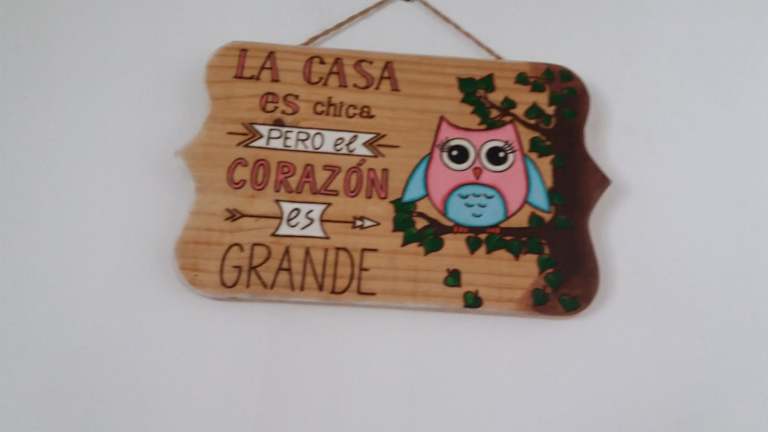 LA CASA
es chica
PERO el
CORAZÓN
es
GRANDE